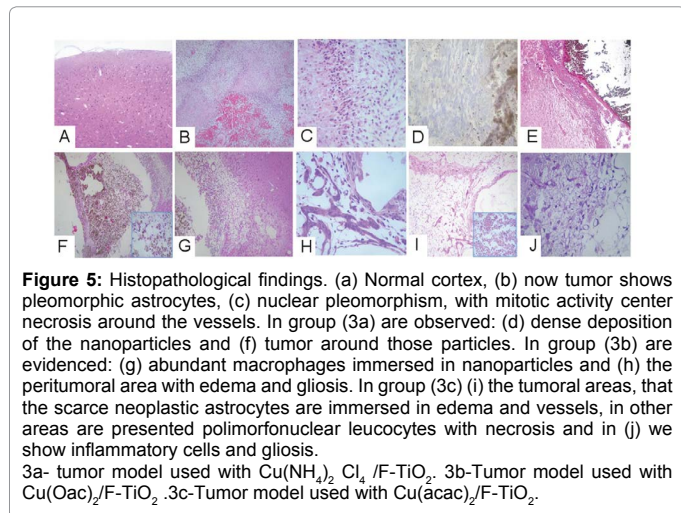 A
B
C
D
E
F
G
H
I
J
Figure 5: Histopathological findings. (a) Normal cortex, (b) now tumor shows
pleomorphic astrocytes, (c) nuclear pleomorphism, with mitotic activity center
necrosis around the vessels. In group (3a) are observed: (d) dense deposition
of the nanoparticles and (f) tumor around those particles. In group (3b) are
evidenced: (g) abundant macrophages immersed in nanoparticles and (h) the
peritumoral area with edema and gliosis. In group (3c) (i) the tumoral areas, that
the scarce neoplastic astrocytes are immersed in edema and vessels, in other
areas are presented polimorfonuclear leucocytes with necrosis and in (j) we
show inflammatory cells and gliosis.
3a- tumor model used with Cu(NH₄)₂ Cl₄ /F-TiO₂. 3b-Tumor model used with
Cu(Oac)₂/F-TiO₂ .3c-Tumor model used with Cu(acac)₂/F-TiO₂.